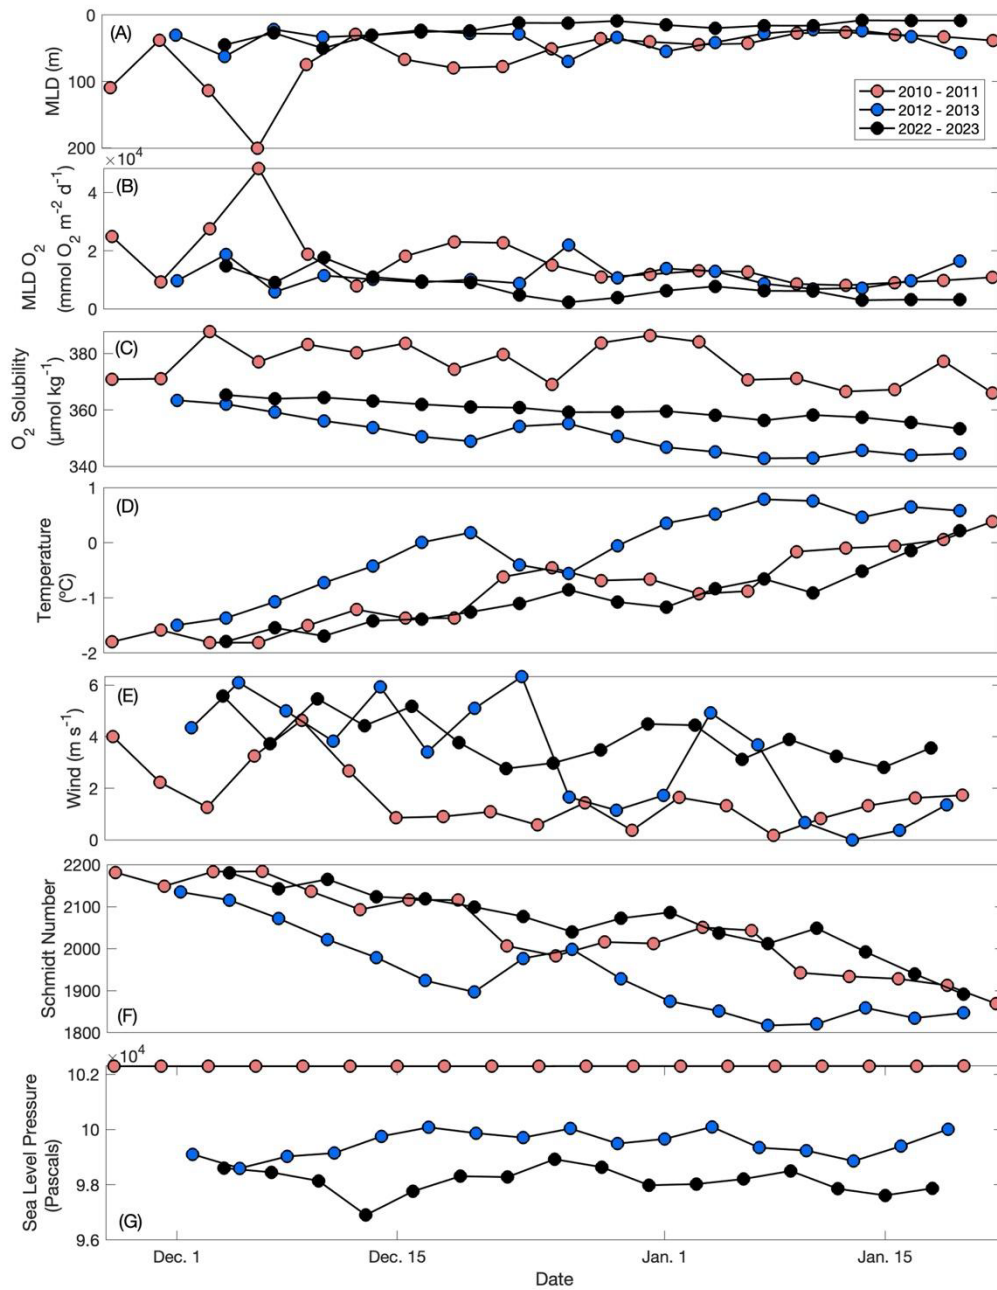 (A)
MLD (m)
0
100
200
2010 - 2011
2012 - 2013
2022 - 2023
×10⁴
(B)
MLD O₂
(mmol O₂ m⁻² d⁻¹)
4
2
0
(C)
O₂ Solubility
(μmol kg⁻¹)
380
360
340
(D)
Temperature
(ºC)
1
0
-1
-2
(E)
Wind (m s⁻¹)
6
4
2
0
Schmidt Number
2200
2100
2000
1900
1800
(F)
×10⁴
Sea Level Pressure
(Pascals)
10.2
10
9.8
9.6
(G)
Dec. 1
Dec. 15
Jan. 1
Jan. 15
Date